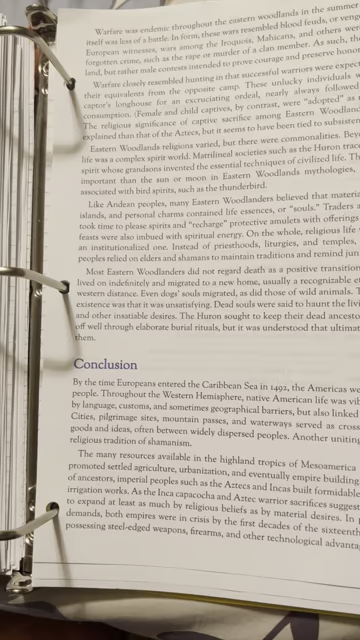 Warfare was endemic throughout the eastern woodlands in the summer
itself was less of a battle. In form, these wars resembled blood feuds, or veng
European witnesses, wars among the Iroquois, Mahicans, and others were
forgotten crime, such as the rape or murder of a clan member. As such, the
land, but rather male contests intended to prove courage and preserve honor
Warfare closely resembled hunting in that successful warriors were expect
their equivalents from the opposite camp. These unlucky individuals w
captor's longhouse for an excruciating ordeal, nearly always followed
consumption. (Female and child captives, by contrast, were "adopted" as
The religious significance of captive sacrifice among Eastern Woodland
explained than that of the Aztecs, but it seems to have been tied to subsisten
Eastern Woodlands religions varied, but there were commonalities. Bey
life was a complex spirit world. Matrilineal societies such as the Huron trace
spirit whose grandsons invented the essential techniques of civilized life. Th
important than the sun or moon in Eastern Woodlands mythologies,
associated with bird spirits, such as the thunderbird.
Like Andean peoples, many Eastern Woodlanders believed that materia
islands, and personal charms contained life essences, or "souls." Traders a
took time to please spirits and "recharge" protective amulets with offerings
feasts were also imbued with spiritual energy. On the whole, religious life
an institutionalized one. Instead of priesthoods, liturgies, and temples,
peoples relied on elders and shamans to maintain traditions and remind jun
Most Eastern Woodlanders did not regard death as a positive transition
lived on indefinitely and migrated to a new home, usually a recognizable et
western distance. Even dogs' souls migrated, as did those of wild animals. T
existence was that it was unsatisfying. Dead souls were said to haunt the livi
and other insatiable desires. The Huron sought to keep their dead ancesto
off well through elaborate burial rituals, but it was understood that ultimat
them.
Conclusion
By the time Europeans entered the Caribbean Sea in 1492, the Americas we
people. Throughout the Western Hemisphere, native American life was vib
by language, customs, and sometimes geographical barriers, but also linked
Cities, pilgrimage sites, mountain passes, and waterways served as cross
goods and ideas, often between widely dispersed peoples. Another uniting
religious tradition of shamanism.
The many resources available in the highland tropics of Mesoamerica
promoted settled agriculture, urbanization, and eventually empire building
of ancestors, imperial peoples such as the Aztecs and Incas built formidable
irrigation works. As the Inca capacocha and Aztec warrior sacrifices suggest
to expand at least as much by religious beliefs as by material desires. In p
demands, both empires were in crisis by the first decades of the sixteenth
possessing steel-edged weapons, firearms, and other technological advanta